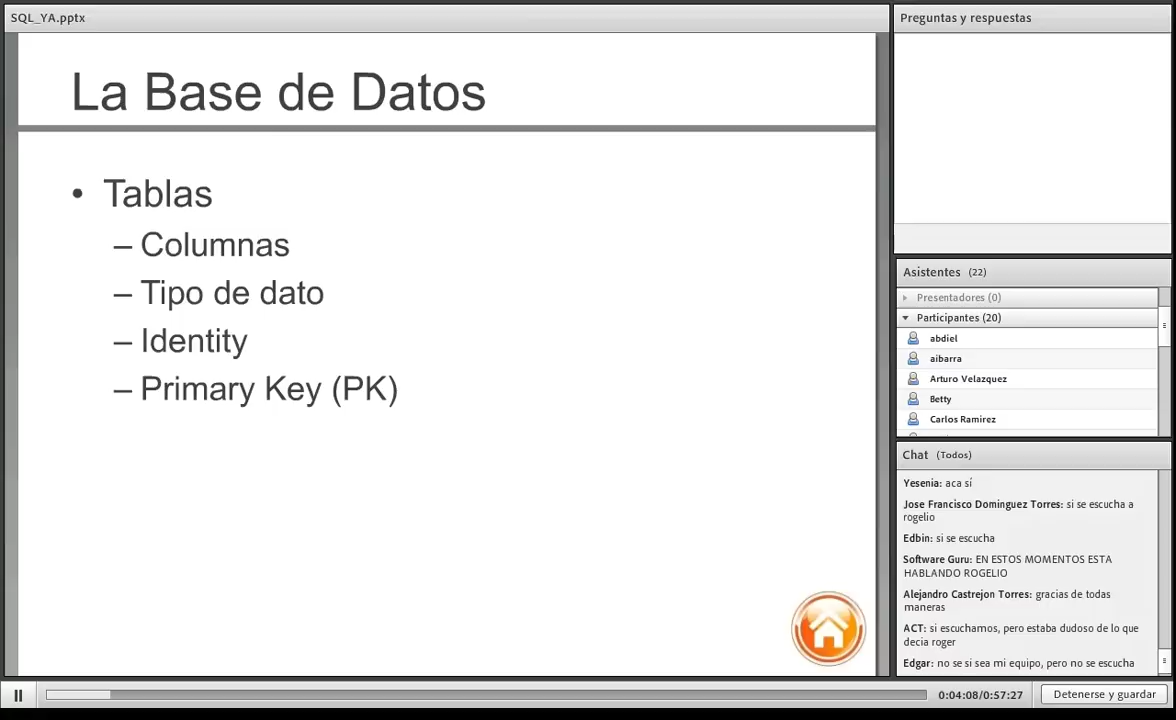 SQL_YA.pptx
La Base de Datos
• Tablas
– Columnas
– Tipo de dato
– Identity
– Primary Key (PK)
Preguntas y respuestas
Asistentes (22)
Presentadores (0)
Participantes (20)
abdiel
aibarra
Arturo Velazquez
Betty
Carlos Ramirez
Chat (Todos)
Yesenia: aca sí
Jose Francisco Dominguez Torres: si se escucha a
rogelio
Edbin: si se escucha
Software Guru: EN ESTOS MOMENTOS ESTA
HABLANDO ROGELIO
Alejandro Castrejon Torres: gracias de todas
maneras
ACT: si escuchamos, pero estaba dudoso de lo que
decia roger
Edgar: no se si sea mi equipo, pero no se escucha
0:04:08/0:57:27
Detenerse y guardar